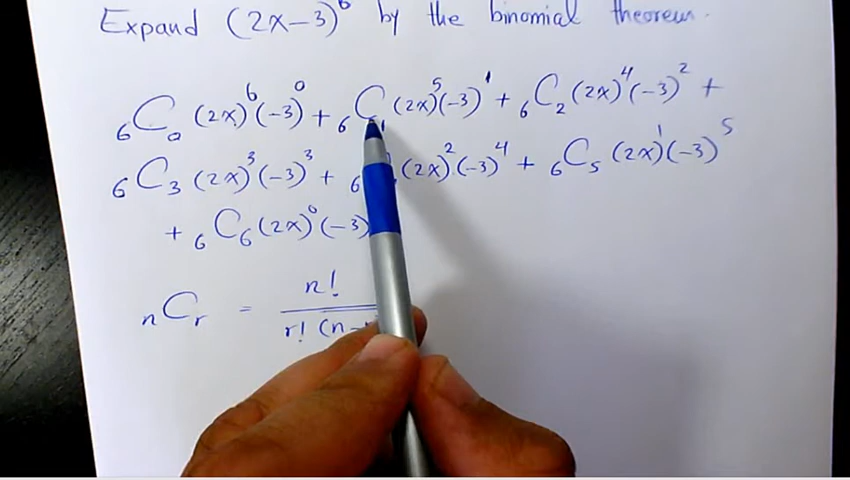 Expand (2x-3)⁶ by the binomial theorem.
₆C₀ (2x)⁶(-3)⁰ + ₆C₁ (2x)⁵(-3)¹ + ₆C₂ (2x)⁴(-3)² +
₆C₃ (2x)³(-3)³ + ₆ (2x)²(-3)⁴ + ₆C₅ (2x)¹(-3)⁵
+ ₆C₆ (2x)⁰(-3)
ₙCᵣ = n! / r! (n-